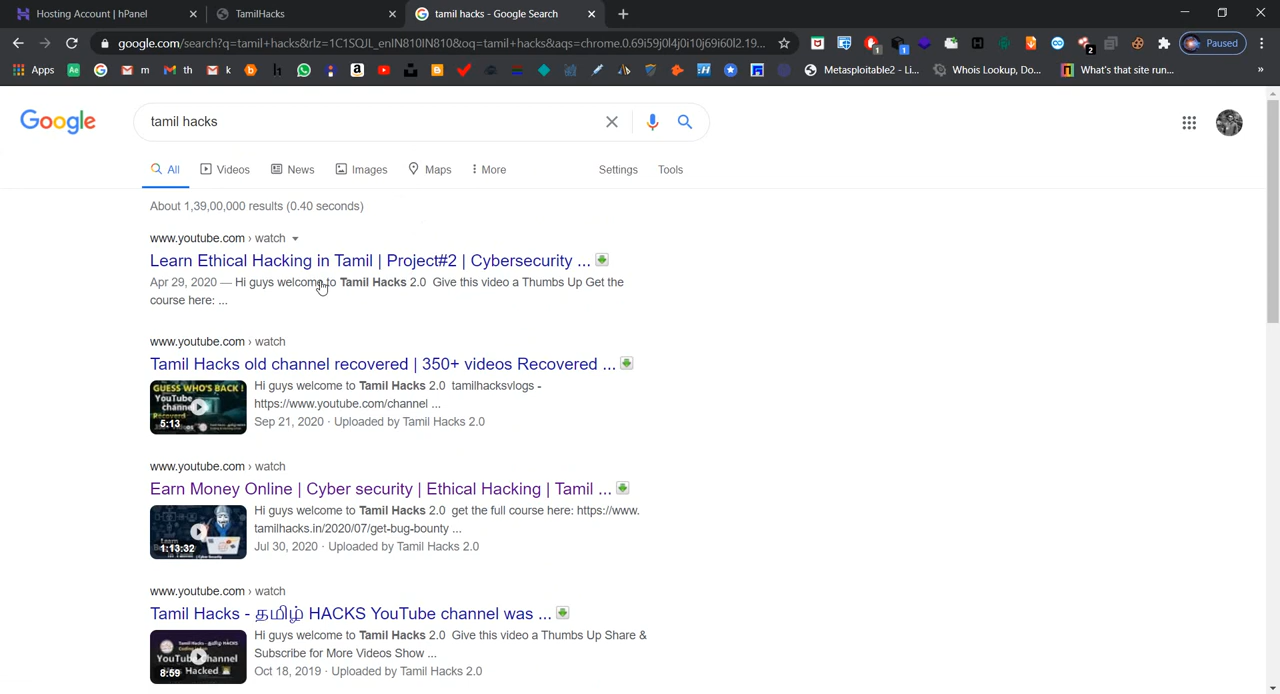 Hosting Account | hPanel
TamilHacks
tamil hacks - Google Search
google.com/search?q=tamil+hacks&rlz=1C1SQJL_enIN810IN810&oq=tamil+hacks&aqs=chrome.0.69i59j0l4j0i10j69i60l2.19...
Paused
Apps
m
th
k
Metasploitable2 - Li...
Whois Lookup, Do...
What's that site run...
»
Google
tamil hacks
All
Videos
News
Images
Maps
More
Settings
Tools
About 1,39,00,000 results (0.40 seconds)
www.youtube.com › watch
Learn Ethical Hacking in Tamil | Project#2 | Cybersecurity ...
Apr 29, 2020 — Hi guys welcome to Tamil Hacks 2.0 Give this video a Thumbs Up Get the
course here: ...
www.youtube.com › watch
Tamil Hacks old channel recovered | 350+ videos Recovered ...
GUESS WHO'S BACK !
YouTube
channel
Recovered
5:13
Hi guys welcome to Tamil Hacks 2.0 tamilhacksvlogs -
https://www.youtube.com/channel ...
Sep 21, 2020 · Uploaded by Tamil Hacks 2.0
www.youtube.com › watch
Earn Money Online | Cyber security | Ethical Hacking | Tamil ...
Learn
1:13:32
Hi guys welcome to Tamil Hacks 2.0 get the full course here: https://www.
tamilhacks.in/2020/07/get-bug-bounty ...
Jul 30, 2020 · Uploaded by Tamil Hacks 2.0
www.youtube.com › watch
Tamil Hacks - தமிழ் HACKS YouTube channel was ...
YouTube Channel
Hacked
8:59
Hi guys welcome to Tamil Hacks 2.0 Give this video a Thumbs Up Share &
Subscribe for More Videos Show ...
Oct 18, 2019 · Uploaded by Tamil Hacks 2.0